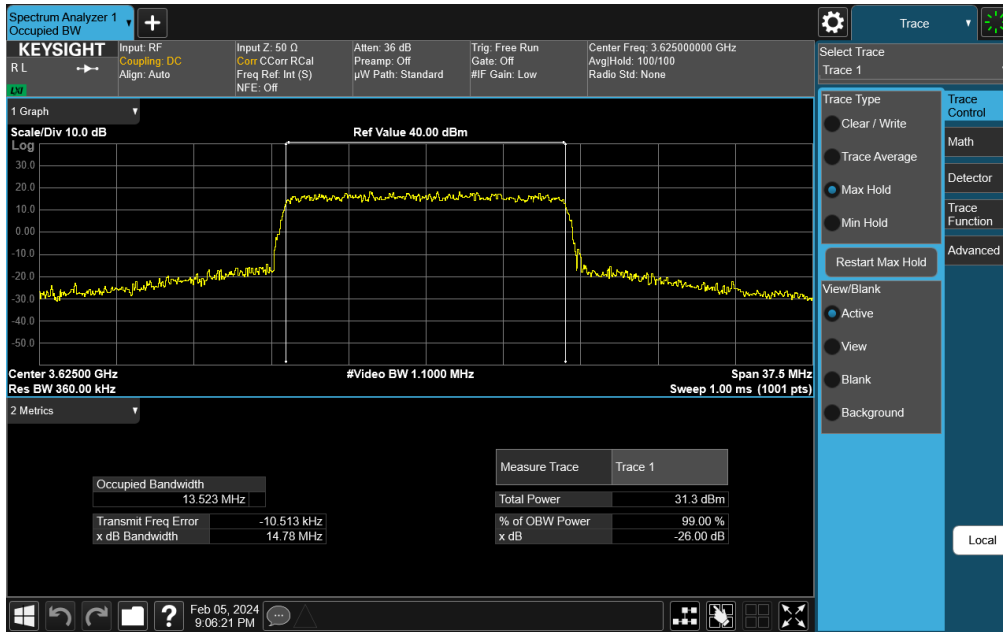 Spectrum Analyzer 1
Occupied BW
Trace
KEYSIGHT
R L
LXI
Input: RF
Coupling: DC
Align: Auto
Input Z: 50 Ω
Corr CCorr RCal
Freq Ref: Int (S)
NFE: Off
Atten: 36 dB
Preamp: Off
µW Path: Standard
Trig: Free Run
Gate: Off
#IF Gain: Low
Center Freq: 3.625000000 GHz
Avg|Hold: 100/100
Radio Std: None
Select Trace
Trace 1
1 Graph
Scale/Div 10.0 dB
Ref Value 40.00 dBm
Log
30.0
20.0
10.0
0.00
-10.0
-20.0
-30.0
-40.0
-50.0
Center 3.62500 GHz
#Video BW 1.1000 MHz
Span 37.5 MHz
Res BW 360.00 kHz
Sweep 1.00 ms (1001 pts)
Trace Type
Clear / Write
Trace Average
Max Hold
Min Hold
Restart Max Hold
View/Blank
Active
View
Blank
Background
Trace
Control
Math
Detector
Trace
Function
Advanced
Local
2 Metrics
Occupied Bandwidth
13.523 MHz
Transmit Freq Error -10.513 kHz
x dB Bandwidth 14.78 MHz
Measure Trace Trace 1
Total Power 31.3 dBm
% of OBW Power 99.00 %
x dB -26.00 dB
?
Feb 05, 2024
9:06:21 PM